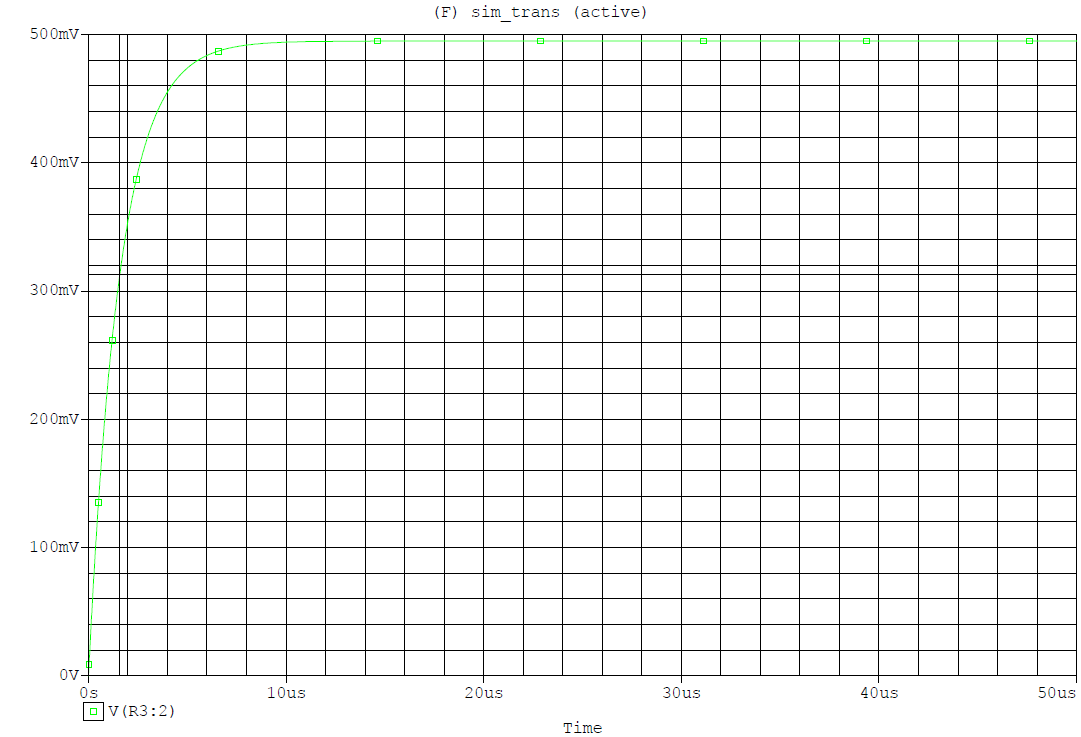 (F) sim_trans (active)
500mV
400mV
300mV
200mV
100mV
0V
0s 10us 20us 30us 40us 50us
V(R3:2)
Time